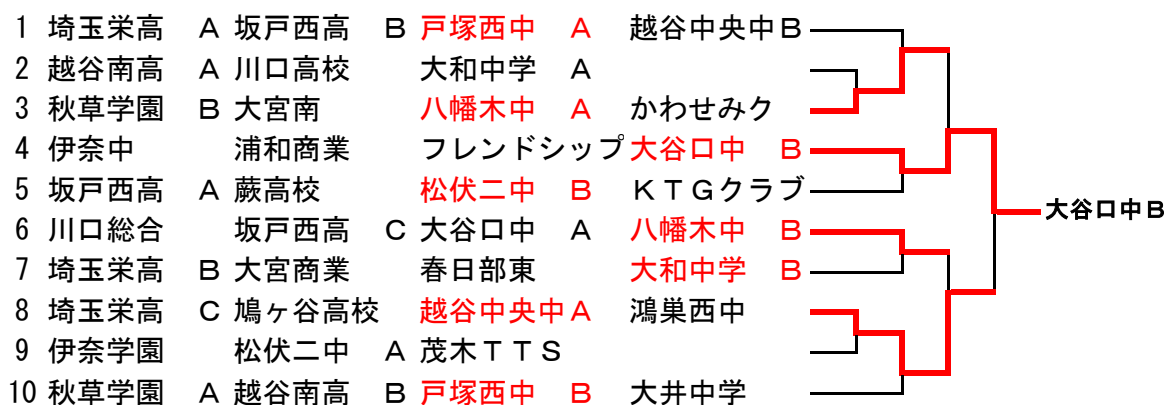 1 埼玉栄高 A 坂戸西高 B 戸塚西中 A 越谷中央中B
2 越谷南高 A 川口高校 大和中学 A
3 秋草学園 B 大宮南 八幡木中 A かわせみク
4 伊奈中 浦和商業 フレンドシップ 大谷口中 B
5 坂戸西高 A 蕨高校 松伏二中 B KTGクラブ
大谷口中B
6 川口総合 坂戸西高 C 大谷口中 A 八幡木中 B
7 埼玉栄高 B 大宮商業 春日部東 大和中学 B
8 埼玉栄高 C 鳩ヶ谷高校 越谷中央中A 鴻巣西中
9 伊奈学園 松伏二中 A 茂木TTS
10 秋草学園 A 越谷南高 B 戸塚西中 B 大井中学